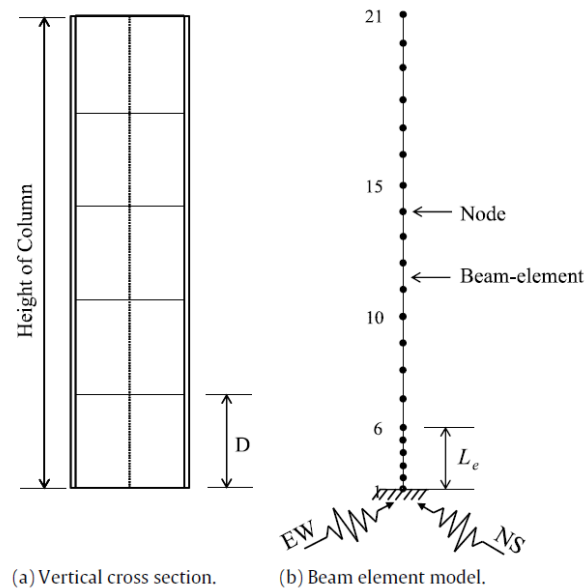 Height of Column
D
21
15
Node
Beam-element
10
6
L_e
1
EW
NS
(a) Vertical cross section.
(b) Beam element model.